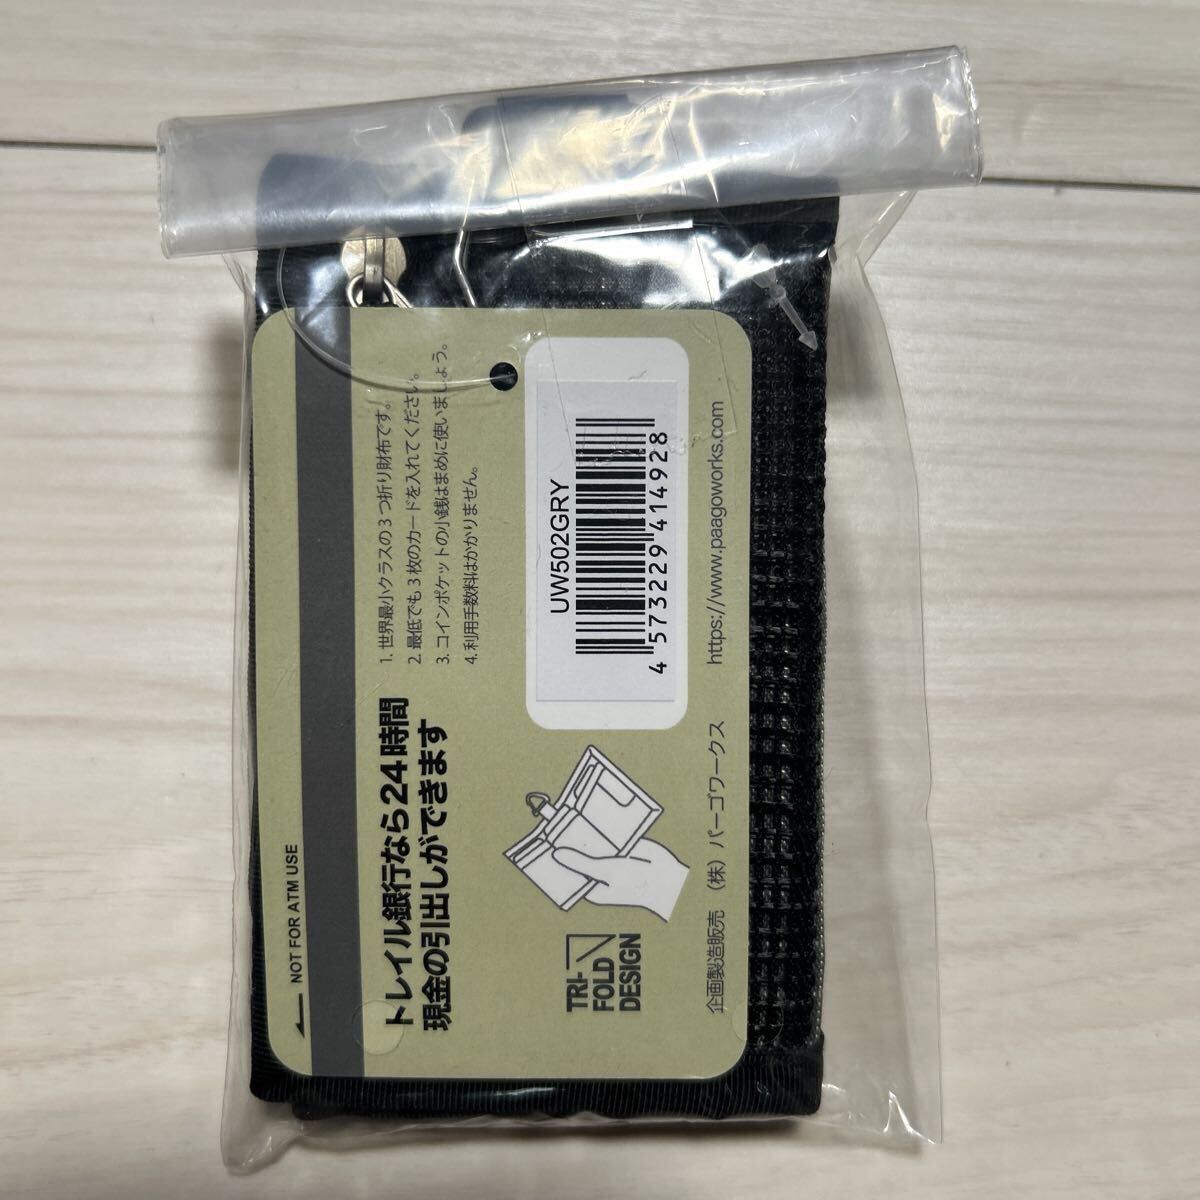 ← NOT FOR ATM USE
トレイル銀行なら24時間
現金の引出しができます
1. 世界最小クラスの3つ折り財布です。
2. 最低でも3枚のカードを入れてください。
3. コインポケットの小銭はまめに使いましょう。
4. 利用手数料はかかりません。
TRI-
FOLD
DESIGN
UW502GRY
4 573229 414928
企画製造販売 (株) パーゴワークス https://www.paagoworks.com